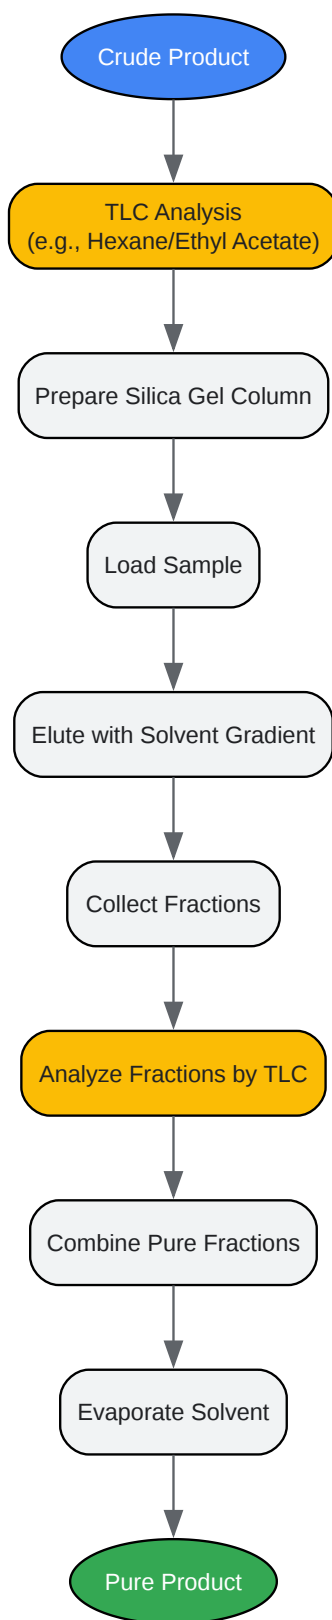 Crude Product
TLC Analysis
(e.g., Hexane/Ethyl Acetate)
Prepare Silica Gel Column
Load Sample
Elute with Solvent Gradient
Collect Fractions
Analyze Fractions by TLC
Combine Pure Fractions
Evaporate Solvent
Pure Product